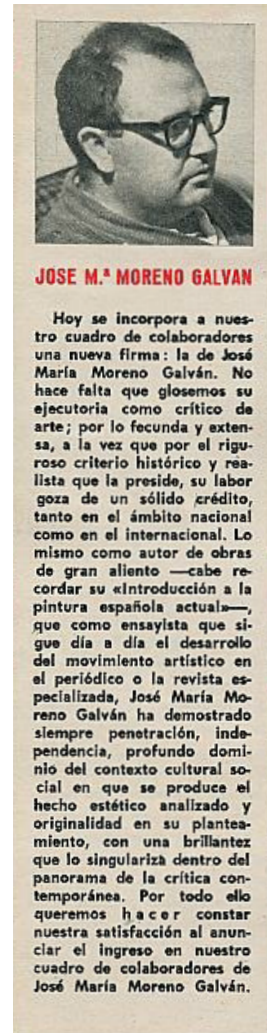 JOSE M.ª MORENO GALVAN
Hoy se incorpora a nues-
tro cuadro de colaboradores
una nueva firma: la de José
María Moreno Galván. No
hace falta que glosemos su
ejecutoria como crítico de
arte; por lo fecunda y exten-
sa, a la vez que por el rigu-
roso criterio histórico y rea-
lista que la preside, su labor
goza de un sólido crédito,
tanto en el ámbito nacional
como en el internacional. Lo
mismo como autor de obras
de gran aliento —cabe re-
cordar su «Introducción a la
pintura española actual»—,
que como ensayista que si-
gue día a día el desarrollo
del movimiento artístico en
el periódico o la revista es-
pecializada, José María Mo-
reno Galván ha demostrado
siempre penetración, inde-
pendencia, profundo domi-
nio del contexto cultural so-
cial en que se produce el
hecho estético analizado y
originalidad en su plantea-
miento, con una brillantez
que lo singulariza dentro del
panorama de la crítica con-
temporánea. Por todo ello
queremos hacer constar
nuestra satisfacción al anun-
ciar el ingreso en nuestro
cuadro de colaboradores de
José María Moreno Galván.